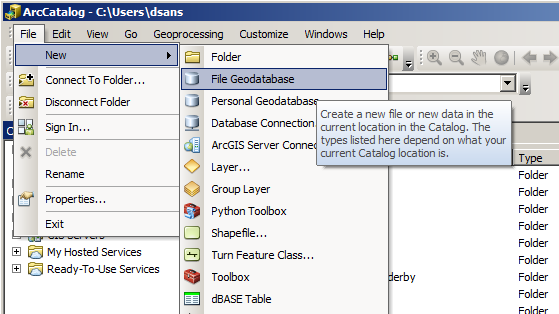 ArcCatalog - C:\Users\dsans
File Edit View Go Geoprocessing Customize Windows Help
New
Connect To Folder...
Disconnect Folder
Sign In...
Delete
Rename
Properties...
Exit
Folder
File Geodatabase
Personal Geodatabase
Database Connection
ArcGIS Server Connec
Layer...
Group Layer
Python Toolbox
Shapefile...
Turn Feature Class...
Toolbox
dBASE Table
Create a new file or new data in the
current location in the Catalog. The
types listed here depend on what your
current Catalog location is.
Type
Folder
Folder
Folder
Folder
Folder
Folder
Folder
Folder
derby
GIS Servers
My Hosted Services
Ready-To-Use Services